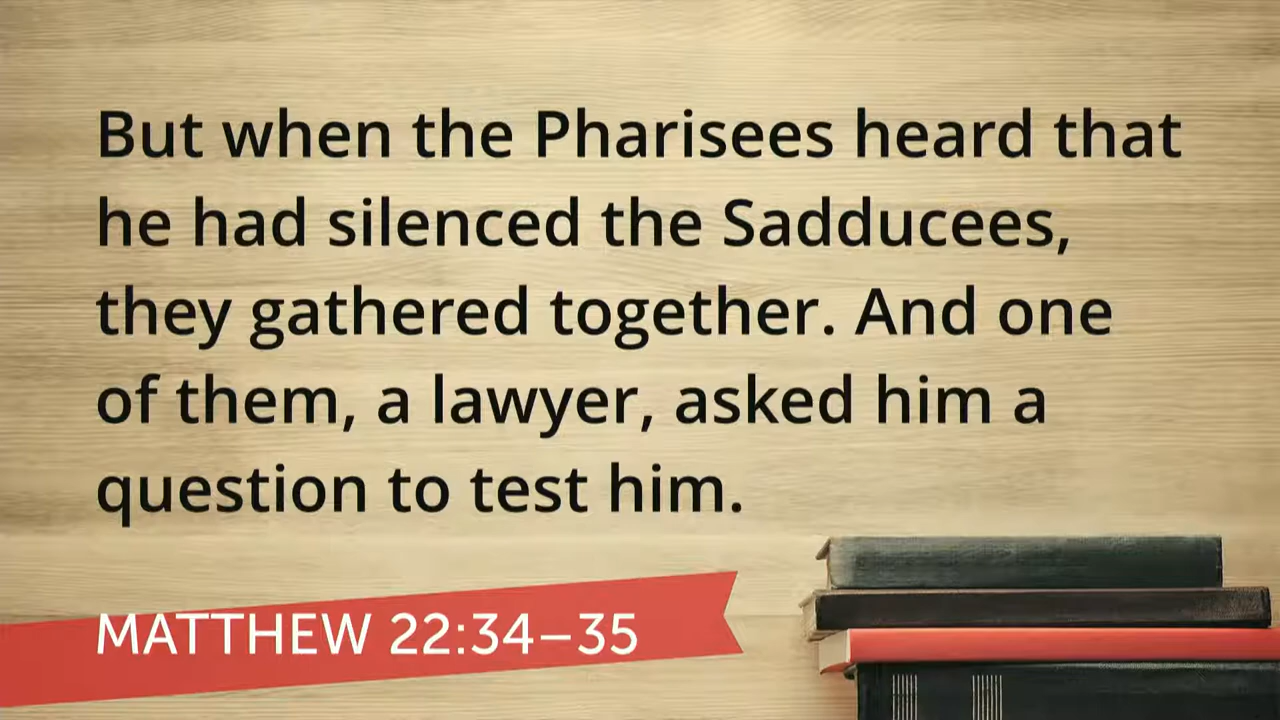 But when the Pharisees heard that
he had silenced the Sadducees,
they gathered together. And one
of them, a lawyer, asked him a
question to test him.
MATTHEW 22:34–35